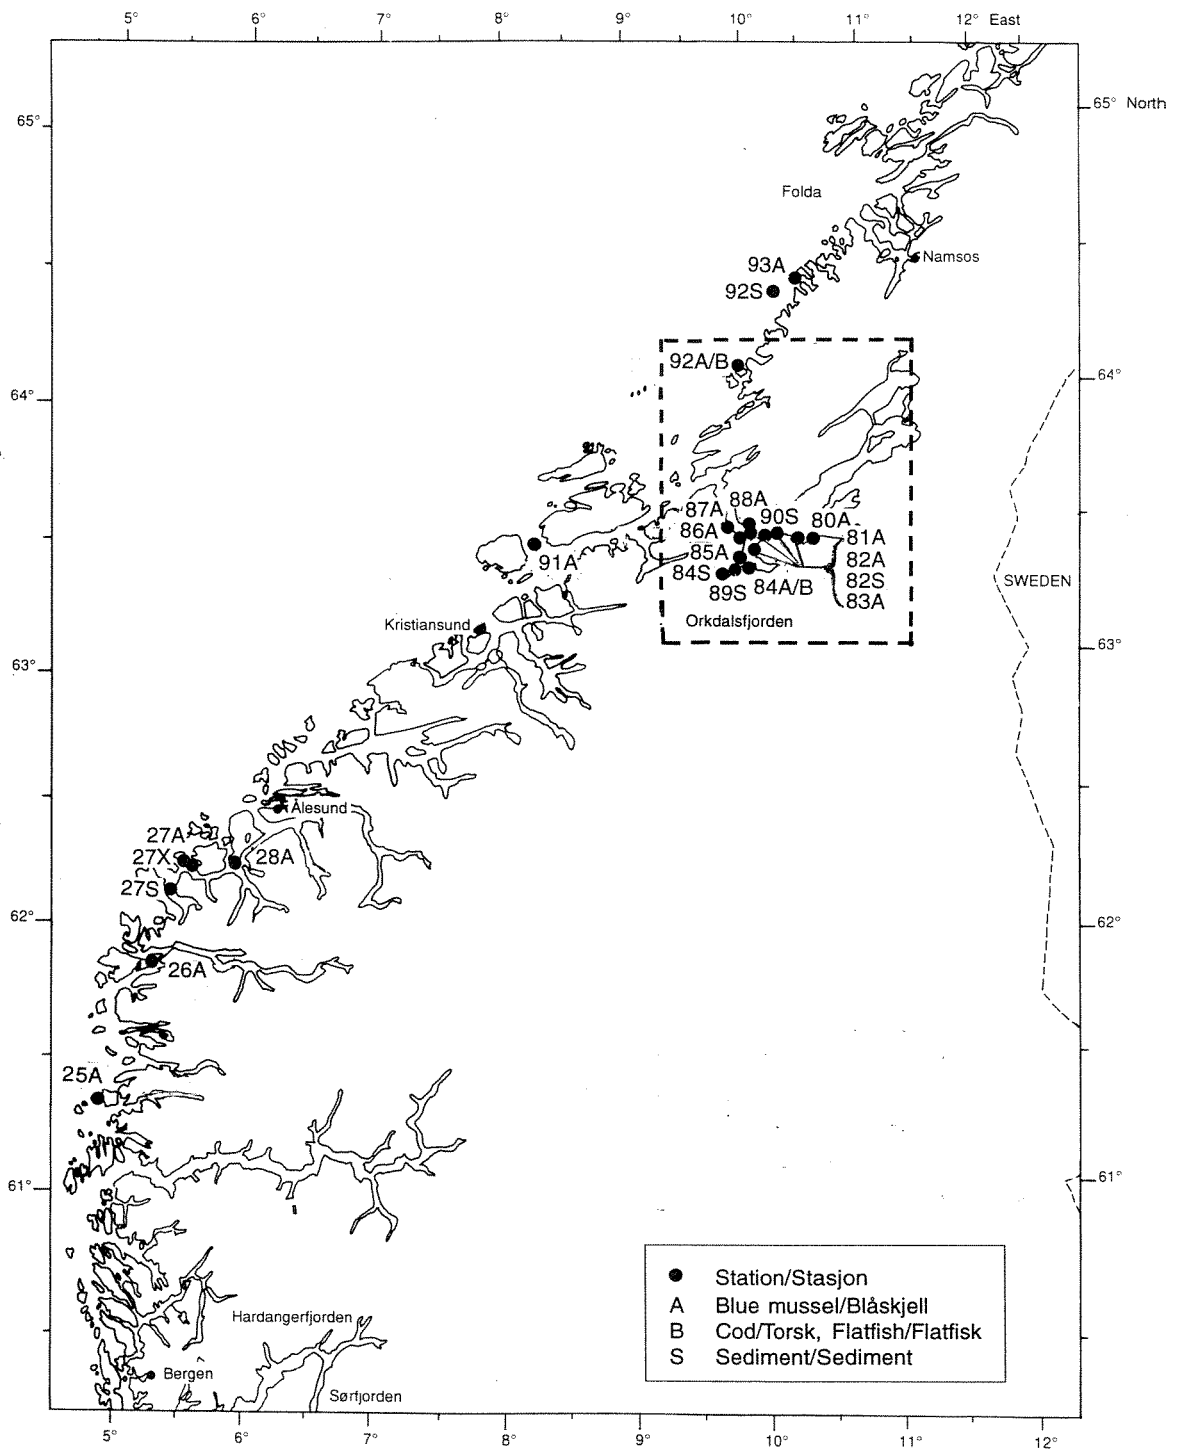 5° 6° 7° 8° 9° 10° 11° 12° East
65°
65° North
Folda
Namsos
93A
92S
92A/B
64°
64°
88A
87A
90S
80A
86A
81A
91A
85A
82A
84S
84A/B
82S
89S
83A
SWEDEN
Orkdalsfjorden
Kristiansund
63°
63°
Ålesund
27A
27X
28A
27S
62°
62°
26A
25A
61°
61°
Station/Stasjon
A Blue mussel/Blåskjell
B Cod/Torsk, Flatfish/Flatfisk
S Sediment/Sediment
Hardangerfjorden
Bergen
Sørfjorden
5° 6° 7° 8° 9° 10° 11° 12°